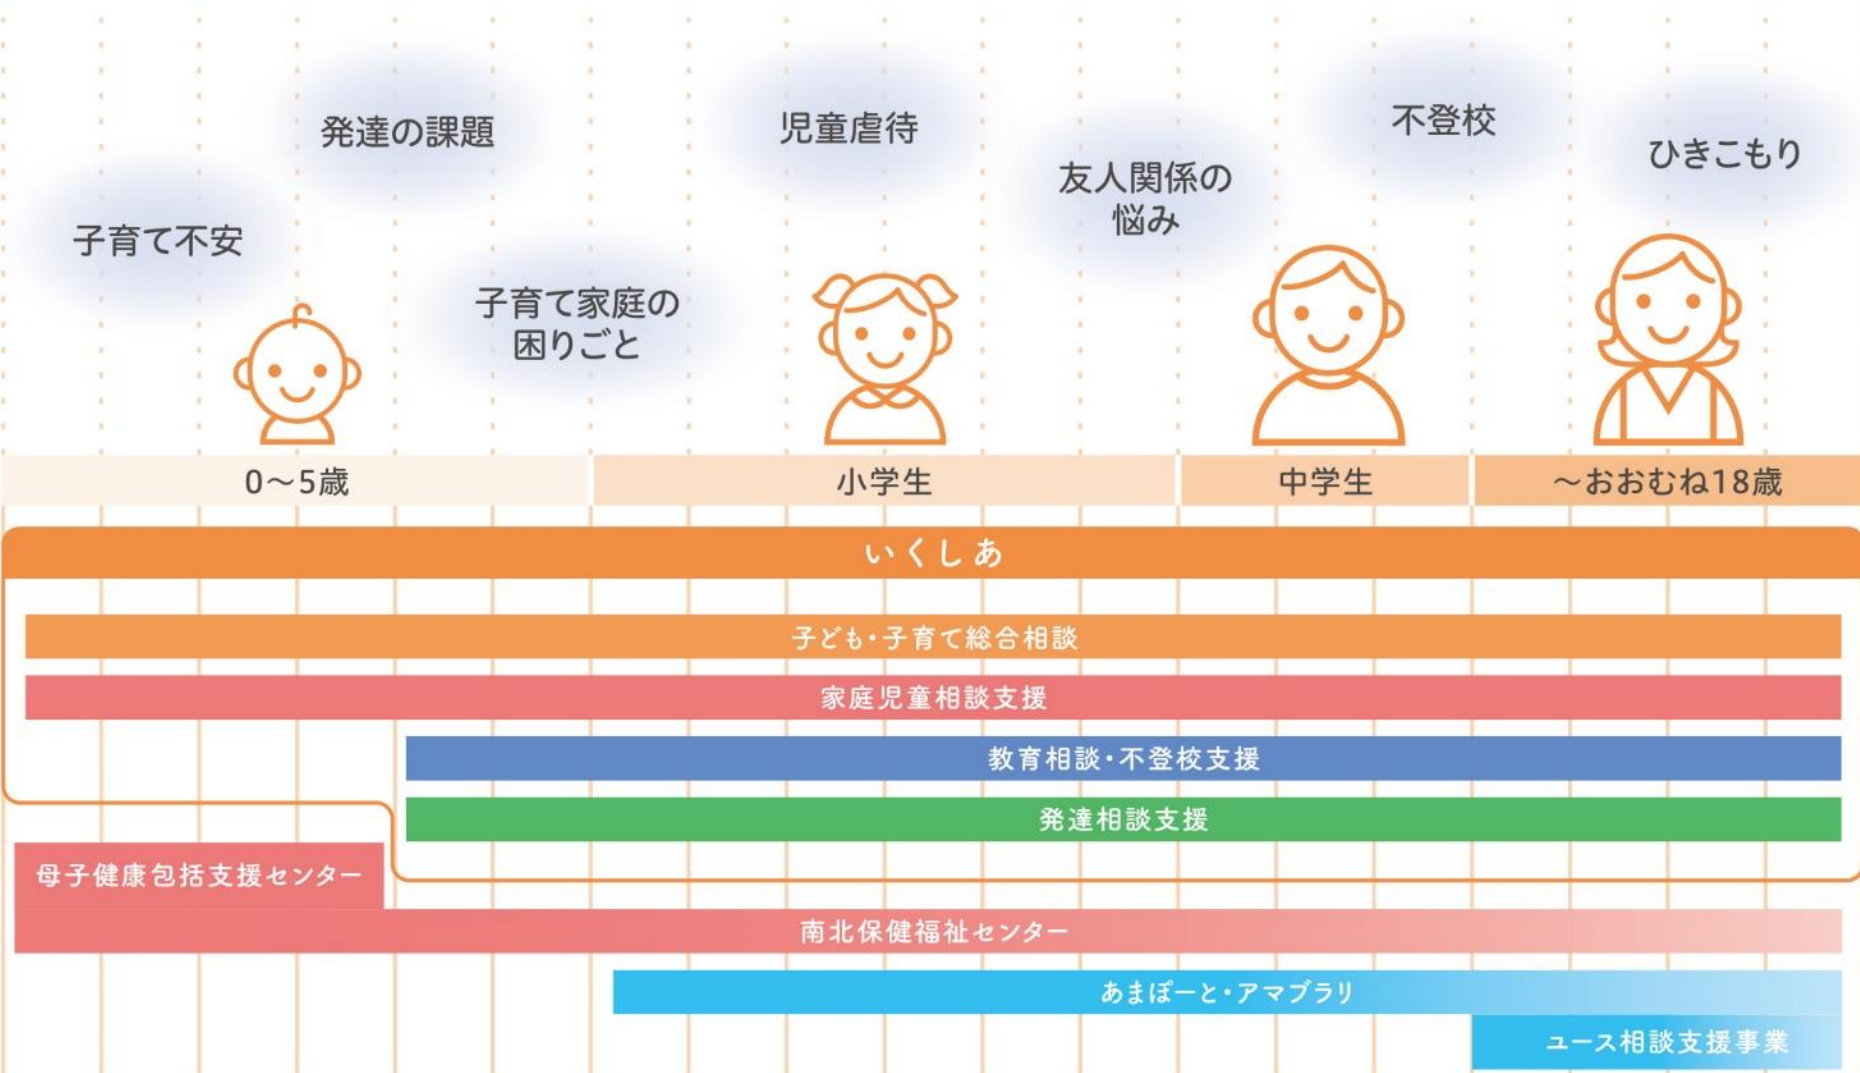 発達の課題
児童虐待
不登校
ひきこもり
友人関係の
悩み
子育て不安
子育て家庭の
困りごと
0～5歳
小学生
中学生
～おおむね18歳
いくしあ
子ども・子育て総合相談
家庭児童相談支援
教育相談・不登校支援
発達相談支援
母子健康包括支援センター
南北保健福祉センター
あまぽーと・アマブラリ
ユース相談支援事業